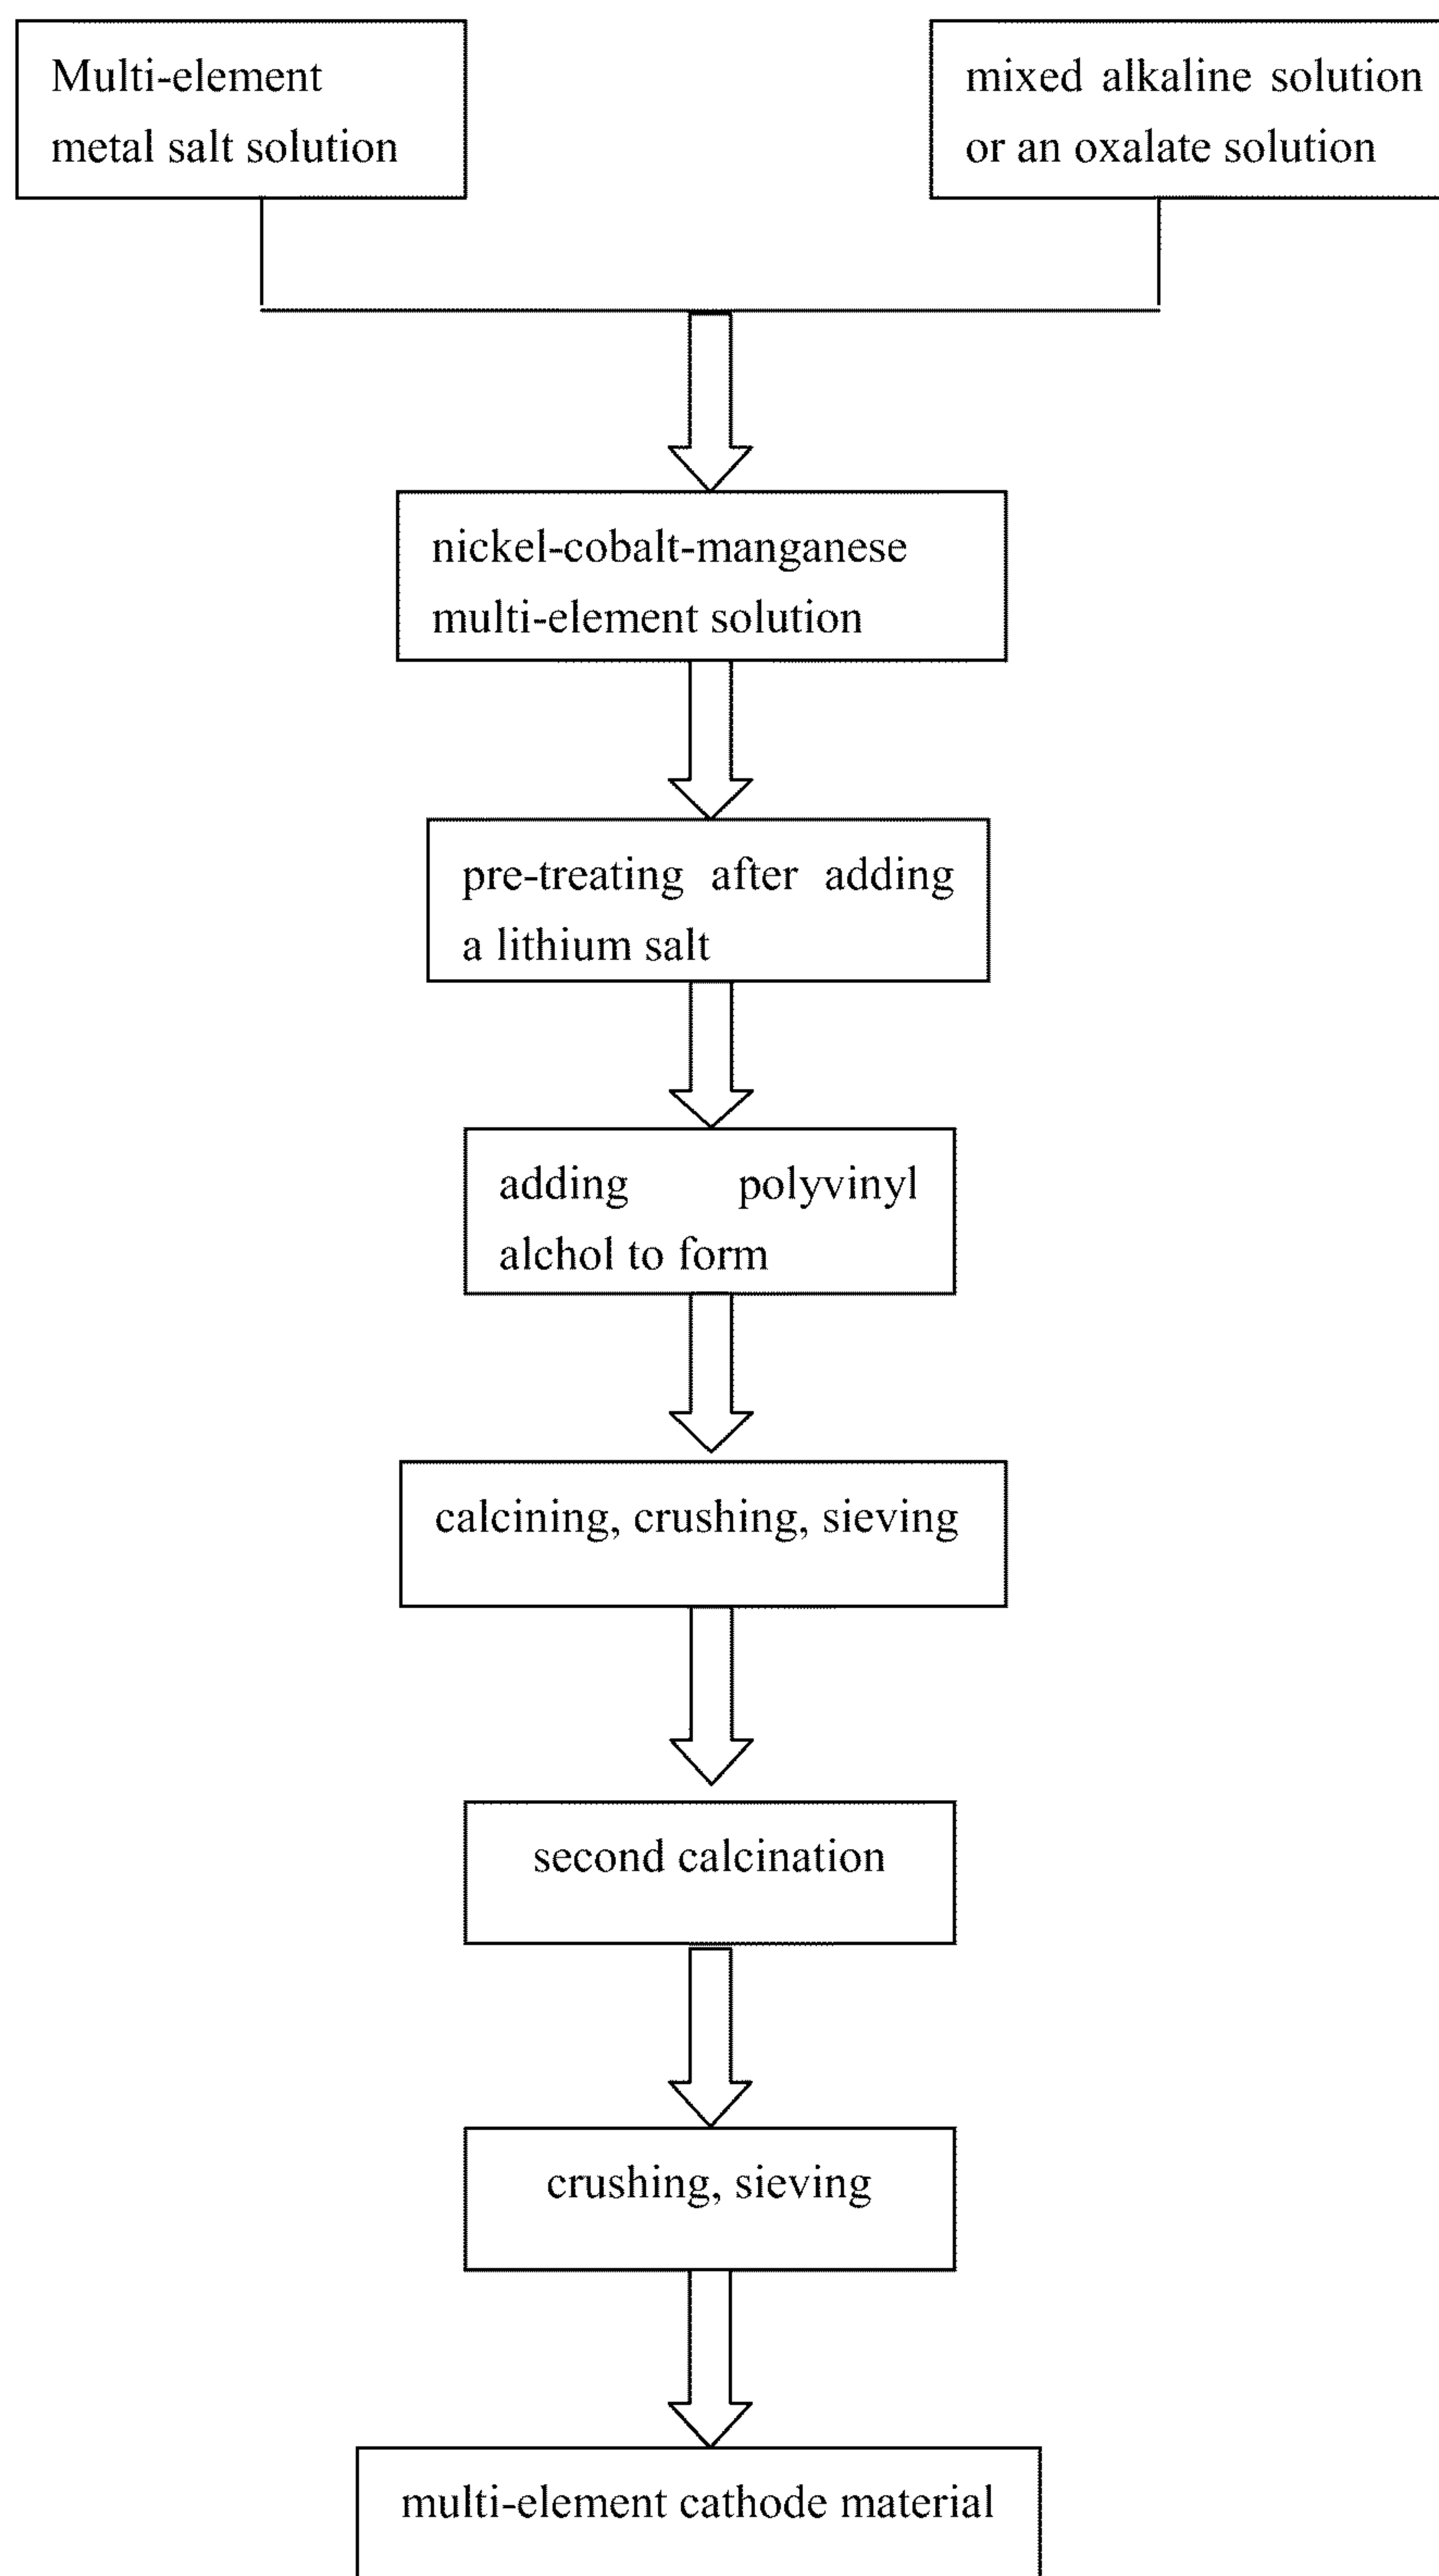 Multi-element
metal salt solution
mixed alkaline solution
or an oxalate solution
nickel-cobalt-manganese
multi-element solution
pre-treating after adding
a lithium salt
adding polyvinyl
alchol to form
calcining, crushing, sieving
second calcination
crushing, sieving
multi-element cathode material